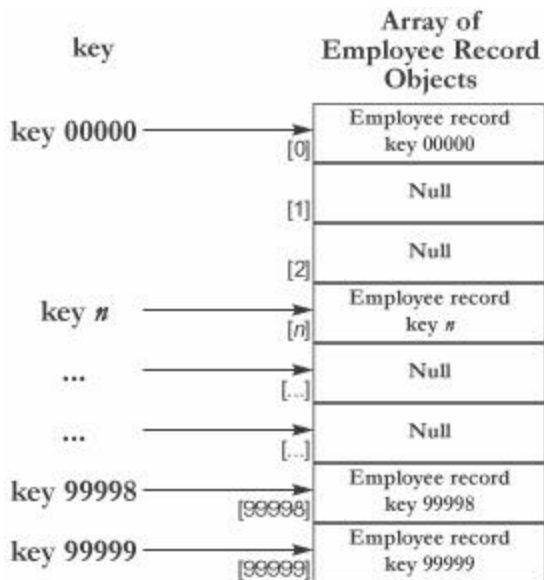 key
Array of
Employee Record
Objects
key 00000
[0]
Employee record
key 00000
[1]
Null
[2]
Null
key n
[n]
Employee record
key n
...
[...]
Null
...
[...]
Null
key 99998
[99998]
Employee record
key 99998
key 99999
[99999]
Employee record
key 99999